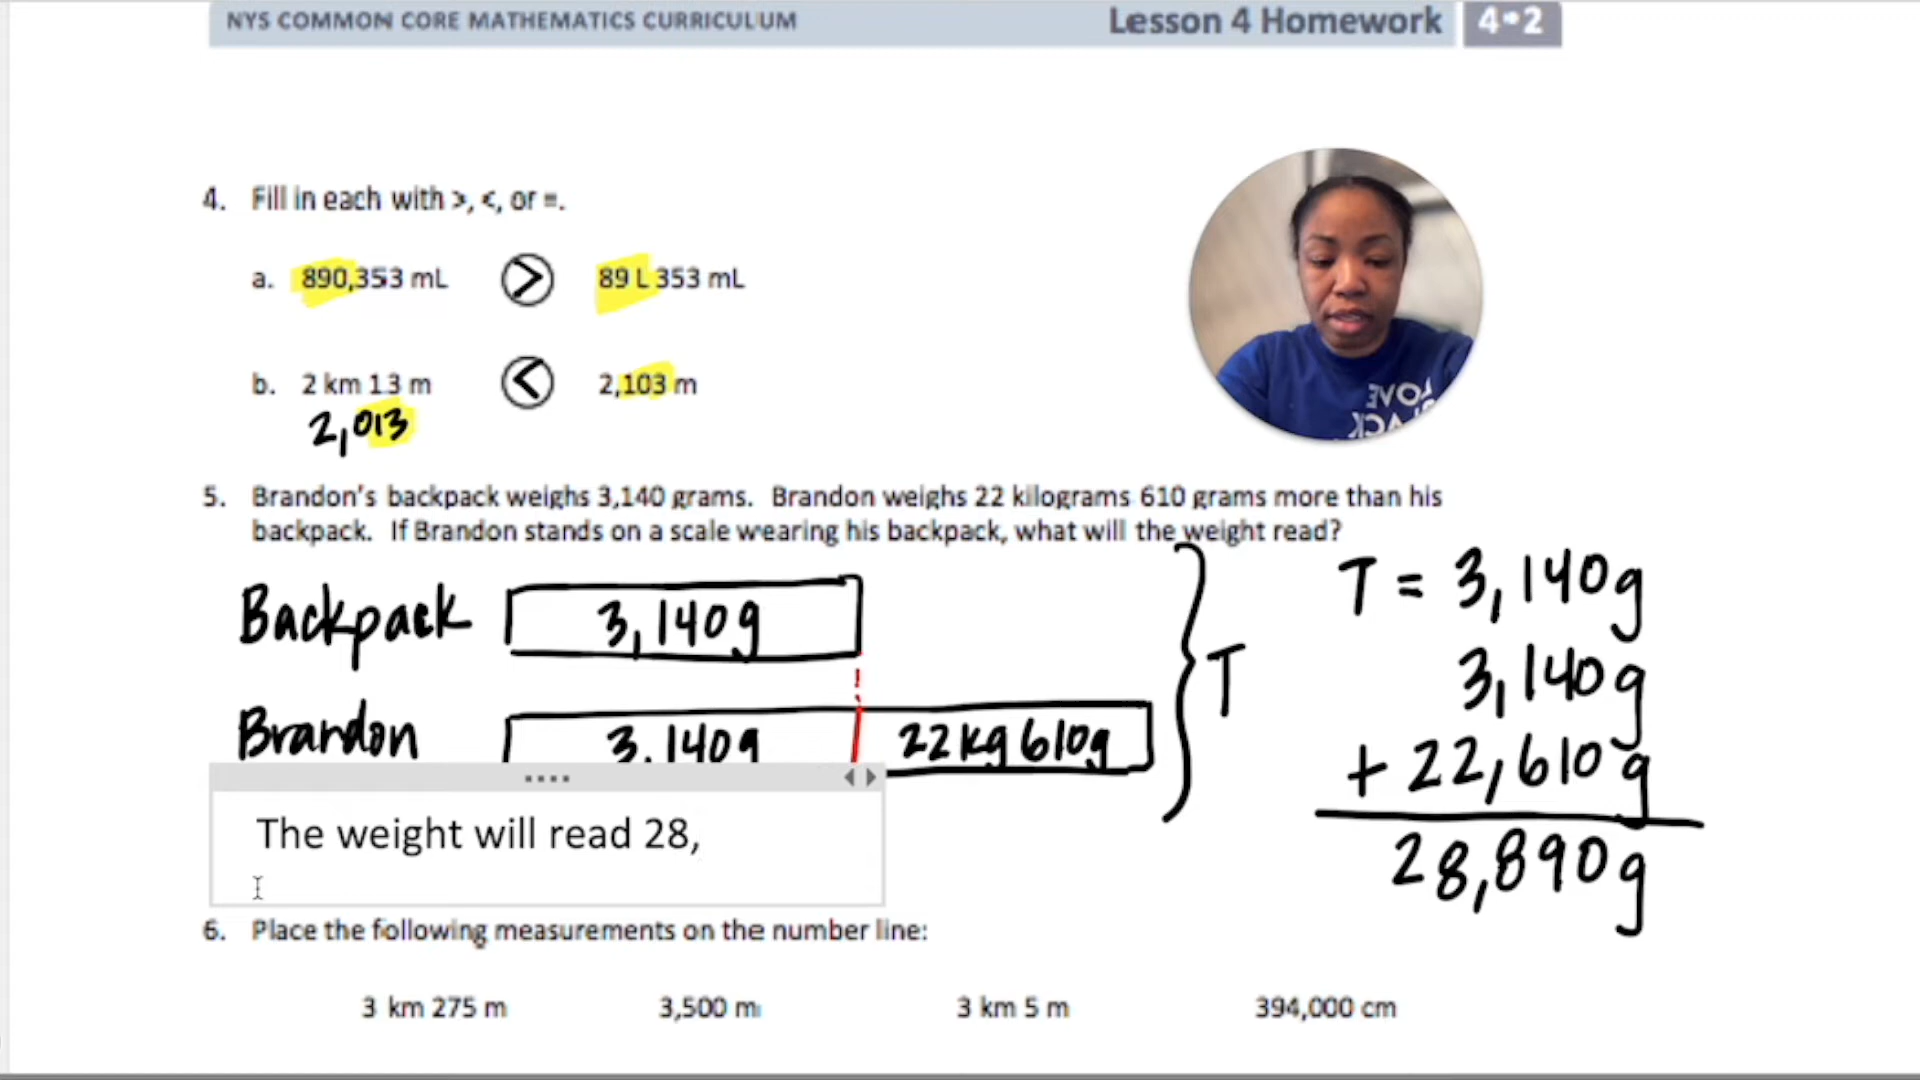 NYS COMMON CORE MATHEMATICS CURRICULUM Lesson 4 Homework 4•2
4. Fill in each with >, <, or =.
a. 890,353 mL > 89 L 353 mL
b. 2 km 13 m < 2,103 m
2,013
5. Brandon's backpack weighs 3,140 grams. Brandon weighs 22 kilograms 610 grams more than his
backpack. If Brandon stands on a scale wearing his backpack, what will the weight read?
Backpack 3,140g
Brandon 3,140g 22kg 610g
T
T = 3,140g
3,140g
+ 22,610g
28,890g
The weight will read 28,
6. Place the following measurements on the number line:
3 km 275 m 3,500 m 3 km 5 m 394,000 cm